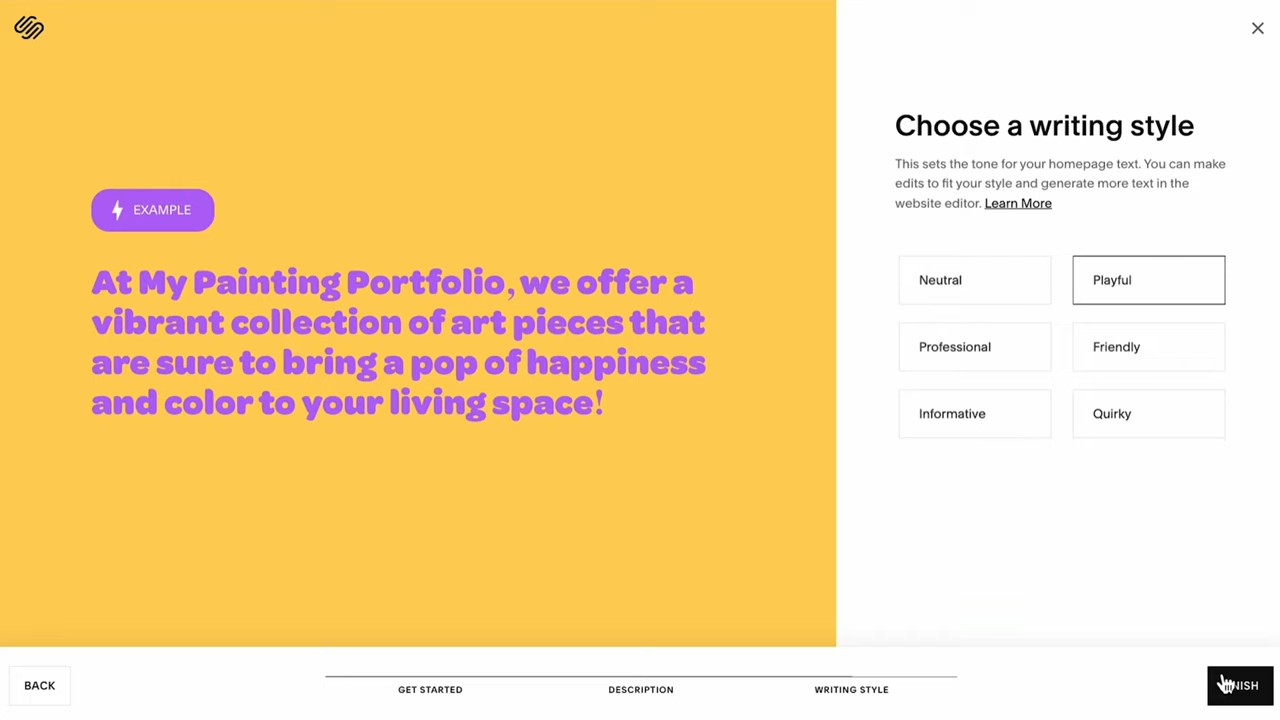 EXAMPLE
At My Painting Portfolio, we offer a
vibrant collection of art pieces that
are sure to bring a pop of happiness
and color to your living space!
Choose a writing style
This sets the tone for your homepage text. You can make
edits to fit your style and generate more text in the
website editor. Learn More
Neutral
Playful
Professional
Friendly
Informative
Quirky
BACK
GET STARTED
DESCRIPTION
WRITING STYLE